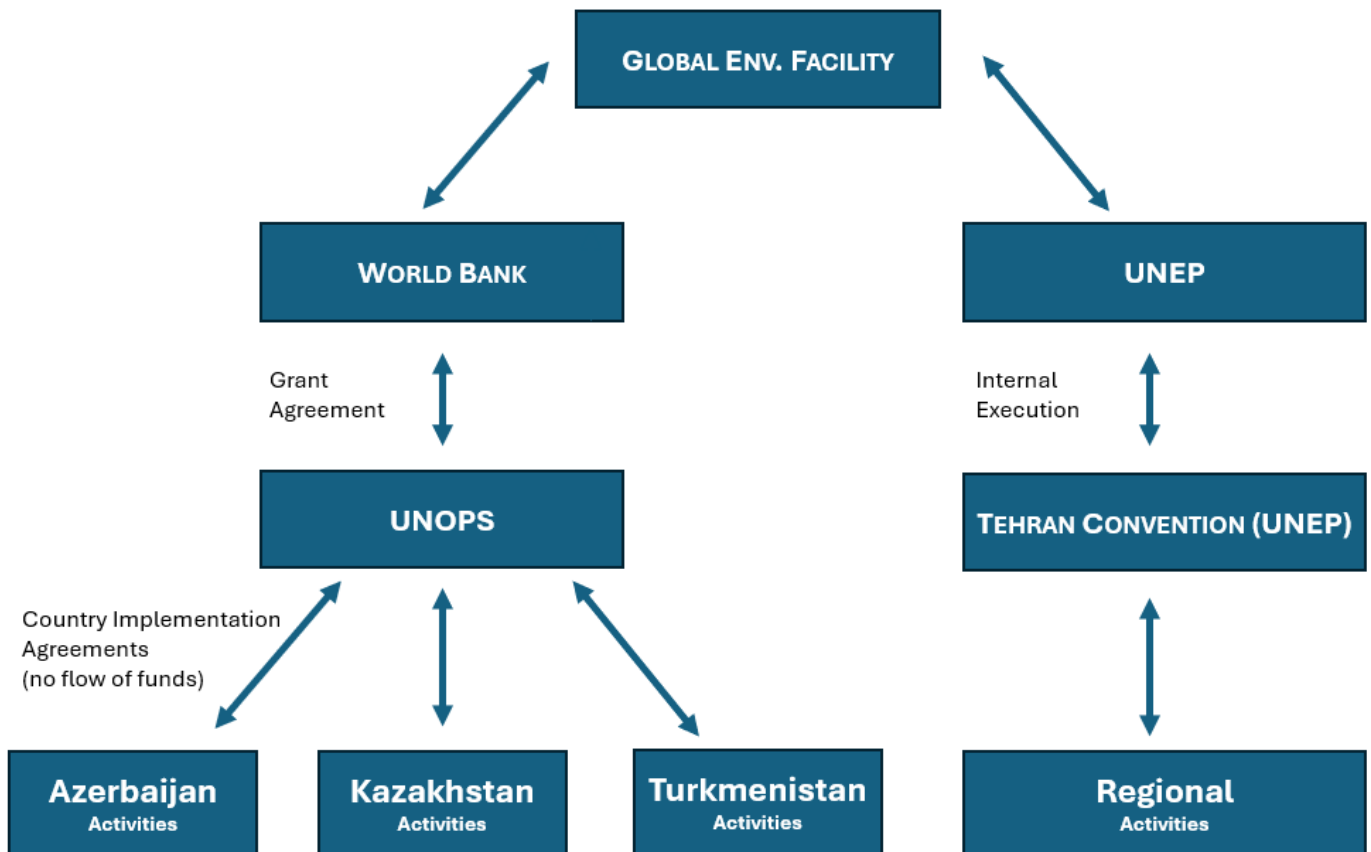 GLOBAL ENV. FACILITY
WORLD BANK
UNEP
Grant
Agreement
Internal
Execution
UNOPS
TEHRAN CONVENTION (UNEP)
Country Implementation
Agreements
(no flow of funds)
Azerbaijan
Activities
Kazakhstan
Activities
Turkmenistan
Activities
Regional
Activities